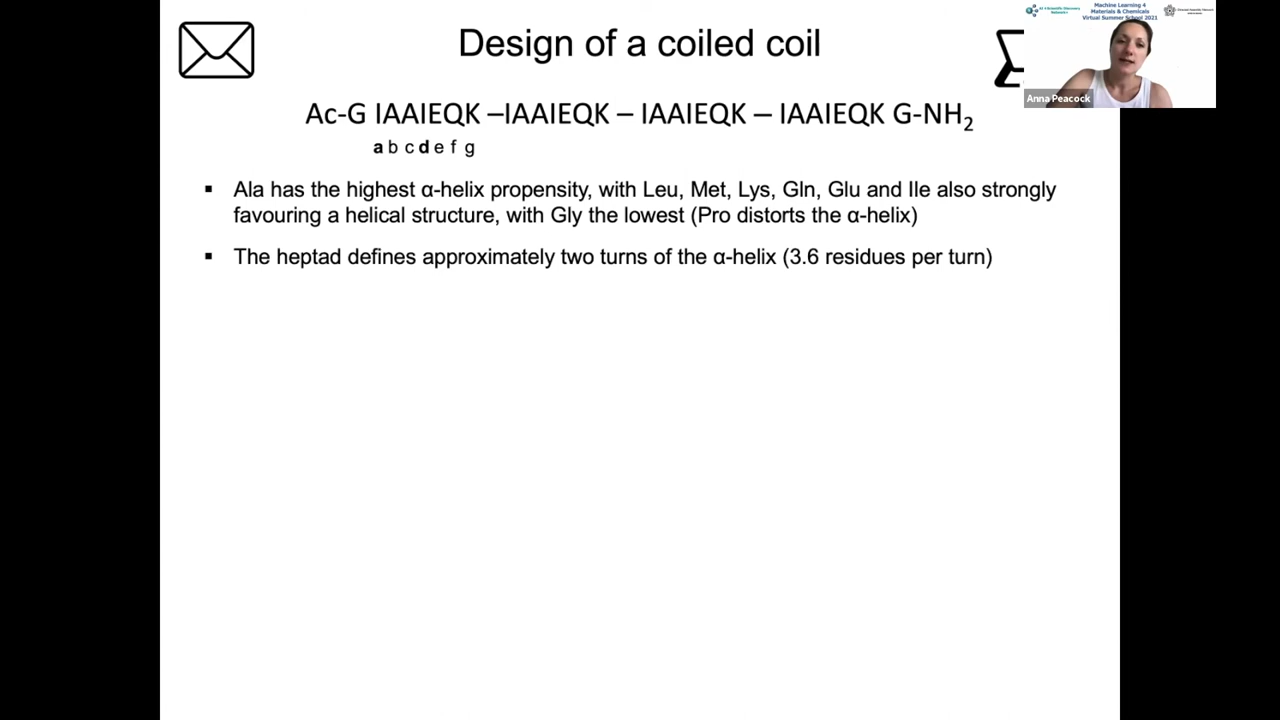 Design of a coiled coil
Machine Learning 4
Materials & Chemicals
Virtual Summer School 2021
Anna Peacock
Ac-G IAAIEQK –IAAIEQK – IAAIEQK – IAAIEQK G-NH₂
a b c d e f g
▪ Ala has the highest α-helix propensity, with Leu, Met, Lys, Gln, Glu and Ile also strongly
favouring a helical structure, with Gly the lowest (Pro distorts the α-helix)
▪ The heptad defines approximately two turns of the α-helix (3.6 residues per turn)